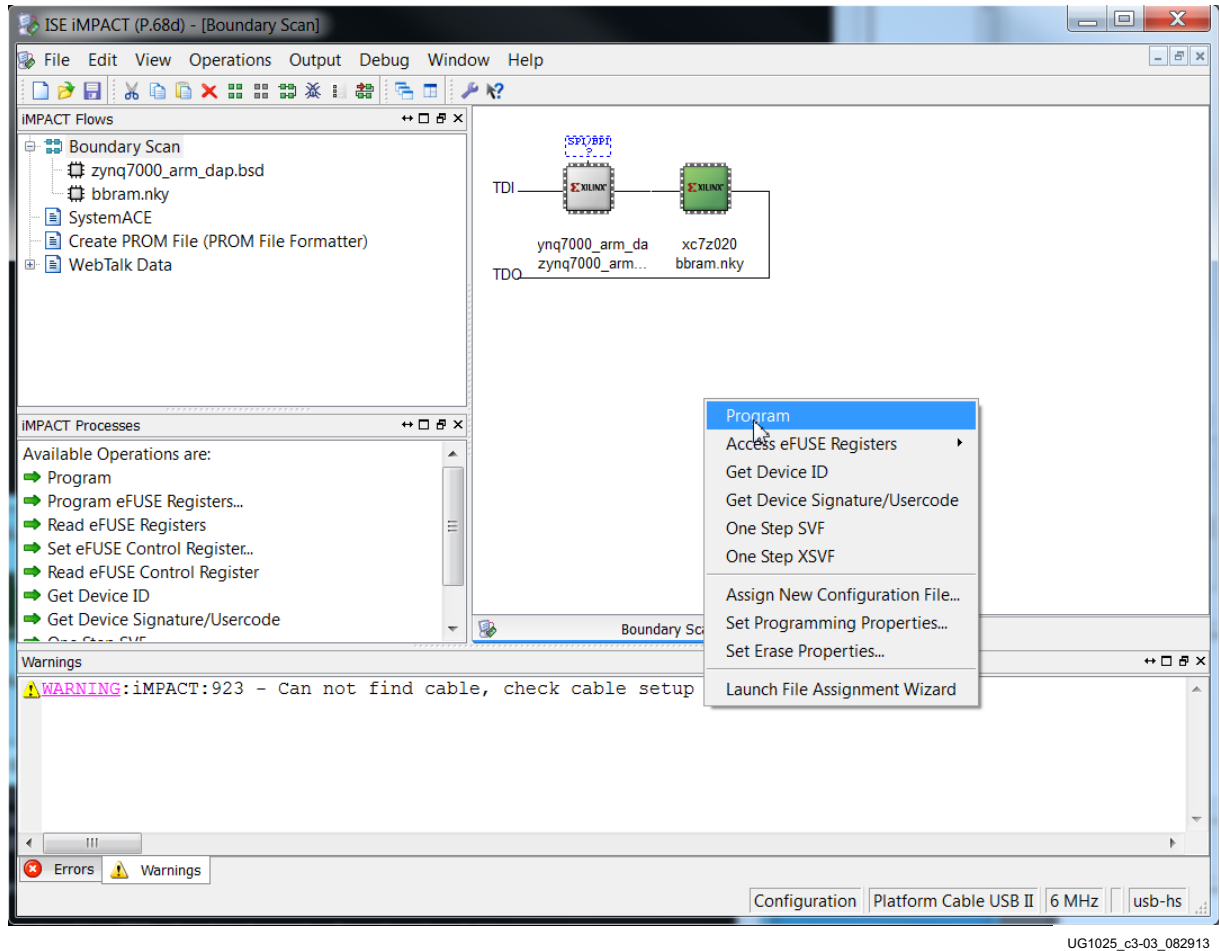 ISE iMPACT (P.68d) - [Boundary Scan]
File Edit View Operations Output Debug Window Help
iMPACT Flows
Boundary Scan
zynq7000_arm_dap.bsd
bbram.nky
SystemACE
Create PROM File (PROM File Formatter)
WebTalk Data
SPI/BPI
?
TDI
XILINX
XILINX
ynq7000_arm_da xc7z020
zynq7000_arm... bbram.nky
TDO
iMPACT Processes
Available Operations are:
Program
Program eFUSE Registers...
Read eFUSE Registers
Set eFUSE Control Register...
Read eFUSE Control Register
Get Device ID
Get Device Signature/Usercode
One Step SVF
Program
Access eFUSE Registers
Get Device ID
Get Device Signature/Usercode
One Step SVF
One Step XSVF
Assign New Configuration File...
Set Programming Properties...
Set Erase Properties...
Launch File Assignment Wizard
Boundary Sc
Warnings
WARNING:iMPACT:923 - Can not find cable, check cable setup
Errors Warnings
Configuration Platform Cable USB II 6 MHz usb-hs
UG1025_c3-03_082913